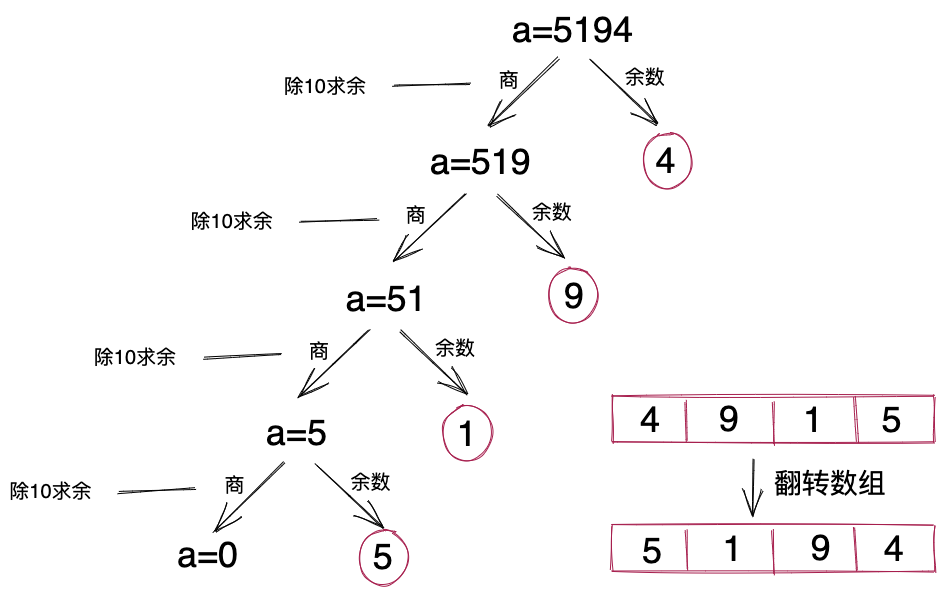 a=5194
除10求余
商
余数
a=519
4
除10求余
商
余数
a=51
9
除10求余
商
余数
a=5
1
除10求余
商
余数
a=0
5
4 9 1 5
翻转数组
5 1 9 4